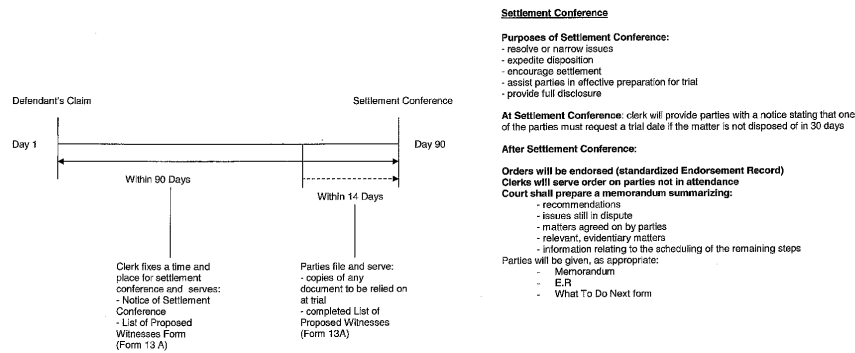 Defendant's Claim
Settlement Conference
Day 1
Day 90
Within 90 Days
Within 14 Days
Clerk fixes a time and
place for settlement
conference and serves:
- Notice of Settlement
Conference
- List of Proposed
Witnesses Form
(Form 13 A)
Parties file and serve:
- copies of any
document to be relied on
at trial
- completed List of
Proposed Witnesses
(Form 13A)
Settlement Conference
Purposes of Settlement Conference:
- resolve or narrow issues
- expedite disposition
- encourage settlement
- assist parties in effective preparation for trial
- provide full disclosure
At Settlement Conference: clerk will provide parties with a notice stating that one
of the parties must request a trial date if the matter is not disposed of in 30 days
After Settlement Conference:
Orders will be endorsed (standardized Endorsement Record)
Clerks will serve order on parties not in attendance
Court shall prepare a memorandum summarizing:
- recommendations
- issues still in dispute
- matters agreed on by parties
- relevant, evidentiary matters
- information relating to the scheduling of the remaining steps
Parties will be given, as appropriate:
- Memorandum
- E.R
- What To Do Next form